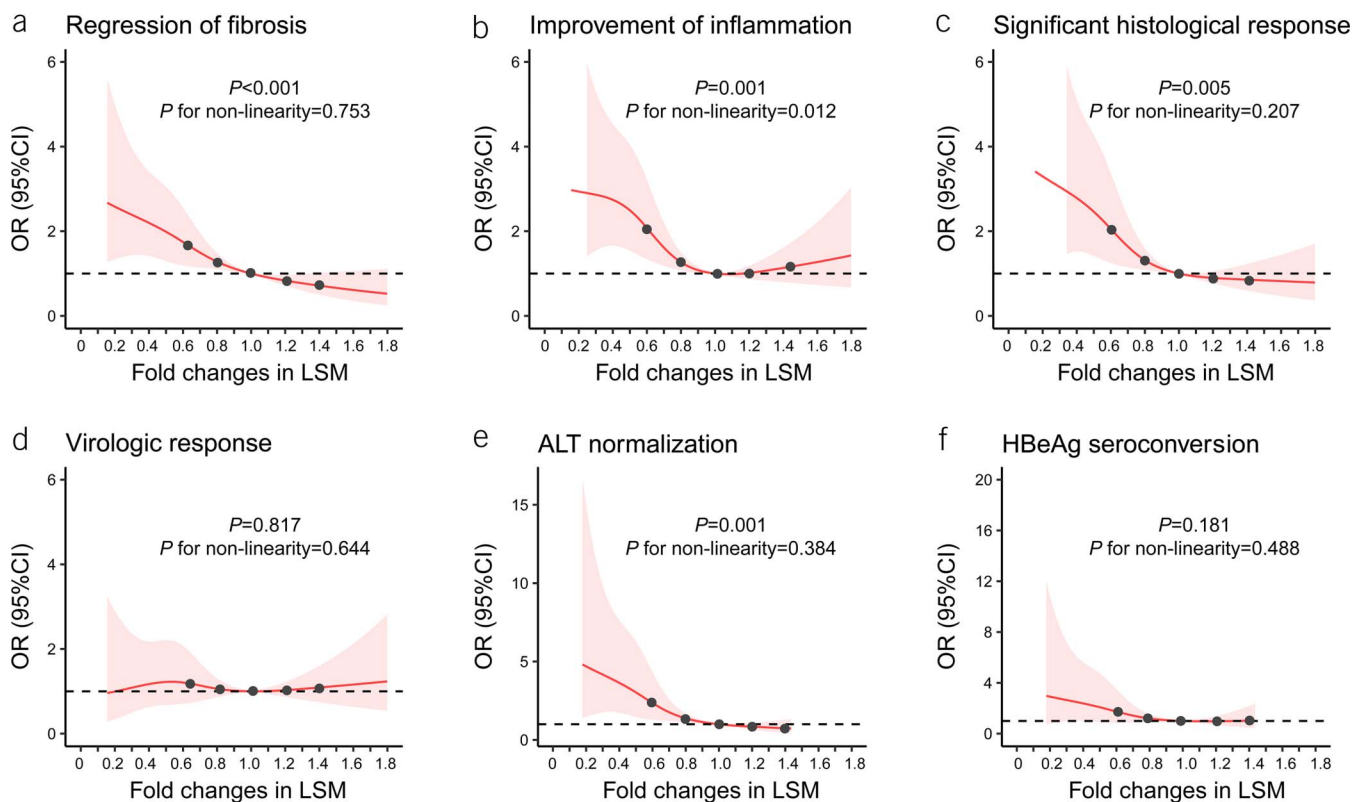 a Regression of fibrosis
P<0.001
P for non-linearity=0.753
OR (95%CI)
6
4
2
0
0 0.2 0.4 0.6 0.8 1.0 1.2 1.4 1.6 1.8
Fold changes in LSM
b Improvement of inflammation
P=0.001
P for non-linearity=0.012
OR (95%CI)
6
4
2
0
0 0.2 0.4 0.6 0.8 1.0 1.2 1.4 1.6 1.8
Fold changes in LSM
c Significant histological response
P=0.005
P for non-linearity=0.207
OR (95%CI)
6
4
2
0
0 0.2 0.4 0.6 0.8 1.0 1.2 1.4 1.6 1.8
Fold changes in LSM
d Virologic response
P=0.817
P for non-linearity=0.644
OR (95%CI)
6
4
2
0
0 0.2 0.4 0.6 0.8 1.0 1.2 1.4 1.6 1.8
Fold changes in LSM
e ALT normalization
P=0.001
P for non-linearity=0.384
OR (95%CI)
15
10
5
0
0 0.2 0.4 0.6 0.8 1.0 1.2 1.4 1.6 1.8
Fold changes in LSM
f HBeAg seroconversion
P=0.181
P for non-linearity=0.488
OR (95%CI)
20
16
12
8
4
0
0 0.2 0.4 0.6 0.8 1.0 1.2 1.4 1.6 1.8
Fold changes in LSM